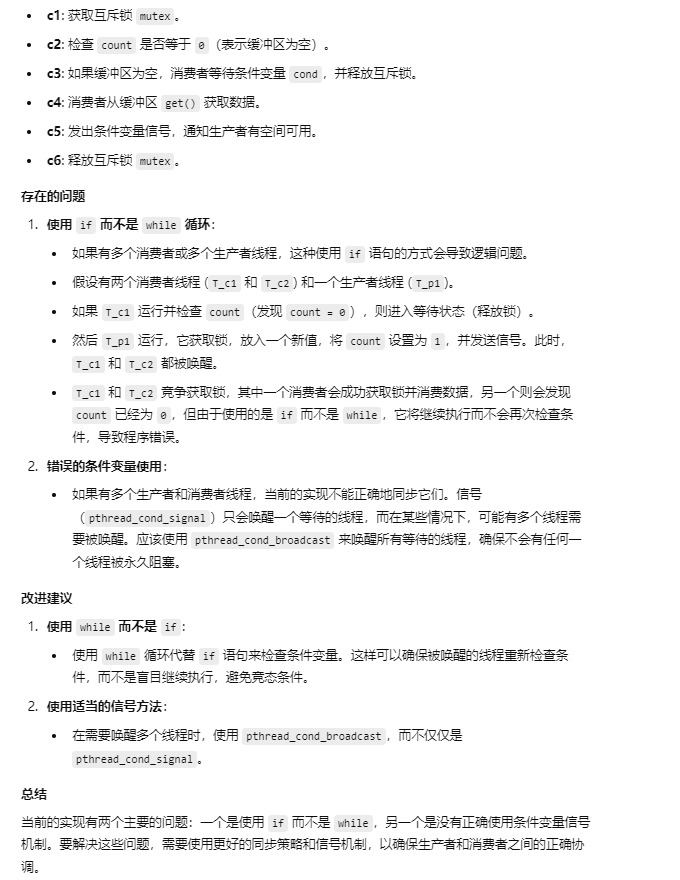 • c1: 获取互斥锁 mutex。
• c2: 检查 count 是否等于 0（表示缓冲区为空）。
• c3: 如果缓冲区为空，消费者等待条件变量 cond，并释放互斥锁。
• c4: 消费者从缓冲区 get() 获取数据。
• c5: 发出条件变量信号，通知生产者有空间可用。
• c6: 释放互斥锁 mutex。
存在的问题
1. 使用 if 而不是 while 循环：
• 如果有多个消费者或多个生产者线程，这种使用 if 语句的方式会导致逻辑问题。
• 假设有两个消费者线程 (T_c1 和 T_c2) 和一个生产者线程 (T_p1)。
• 如果 T_c1 运行并检查 count（发现 count = 0），则进入等待状态（释放锁）。
• 然后 T_p1 运行，它获取锁，放入一个新值，将 count 设置为 1，并发送信号。此时，
T_c1 和 T_c2 都被唤醒。
• T_c1 和 T_c2 竞争获取锁，其中一个消费者会成功获取锁并消费数据，另一个则会发现
count 已经为 0，但由于使用的是 if 而不是 while，它将继续执行而不会再次检查条
件，导致程序错误。
2. 错误的条件变量使用：
• 如果有多个生产者和消费者线程，当前的实现不能正确地同步它们。信号
（pthread_cond_signal）只会唤醒一个等待的线程，而在某些情况下，可能有多个线程需
要被唤醒。应该使用 pthread_cond_broadcast 来唤醒所有等待的线程，确保不会有任何一
个线程被永久阻塞。
改进建议
1. 使用 while 而不是 if：
• 使用 while 循环代替 if 语句来检查条件变量。这样可以确保被唤醒的线程重新检查条
件，而不是盲目继续执行，避免竞态条件。
2. 使用适当的信号方法：
• 在需要唤醒多个线程时，使用 pthread_cond_broadcast，而不仅仅是
pthread_cond_signal。
总结
当前的实现有两个主要的问题：一个是使用 if 而不是 while，另一个是没有正确使用条件变量信号
机制。要解决这些问题，需要使用更好的同步策略和信号机制，以确保生产者和消费者之间的正确协
调。